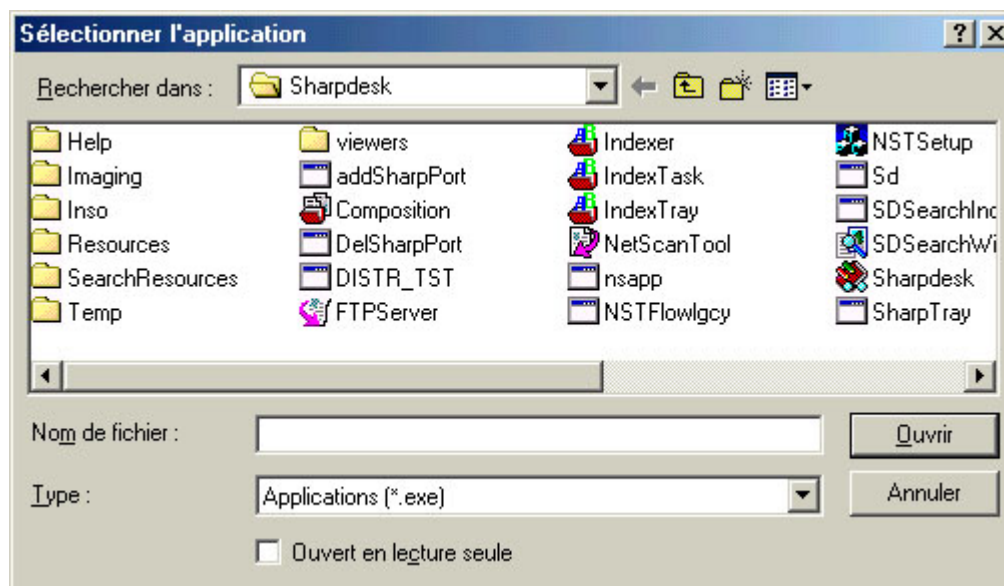 Sélectionner l'application
Rechercher dans : Sharpdesk
Help viewers Indexer NSTSetup
Imaging addSharpPort IndexTask Sd
Inso Composition IndexTray SDSearchInd
Resources DelSharpPort NetScanTool SDSearchWi
SearchResources DISTR_TST nsapp Sharpdesk
Temp FTPServer NSTFlowlgcy SharpTray
Nom de fichier : Ouvrir
Type : Applications (*.exe) Annuler
Ouvert en lecture seule